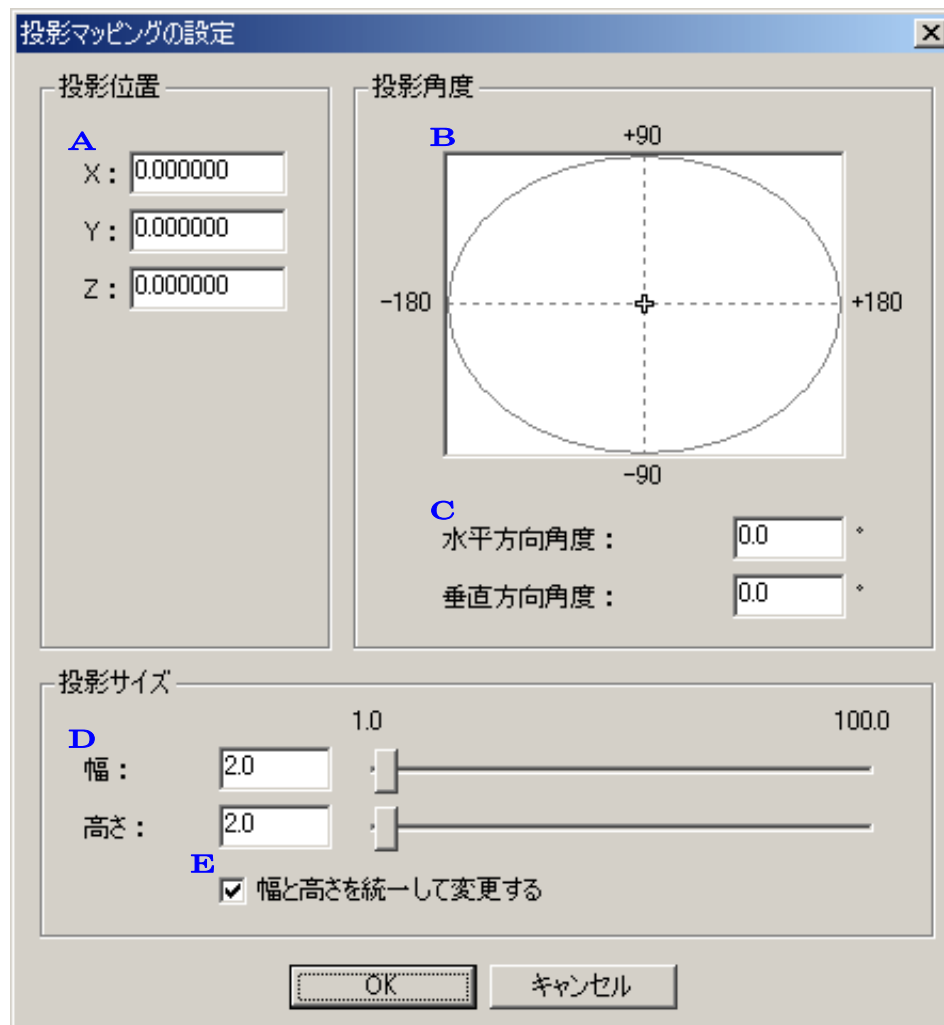 投影マッピングの設定
投影位置
A
X： 0.000000
Y： 0.000000
Z： 0.000000
投影角度
B
+90
-180
+180
-90
C
水平方向角度： 0.0 °
垂直方向角度： 0.0 °
投影サイズ
1.0 100.0
D
幅： 2.0
高さ： 2.0
E
幅と高さを統一して変更する
OK キャンセル